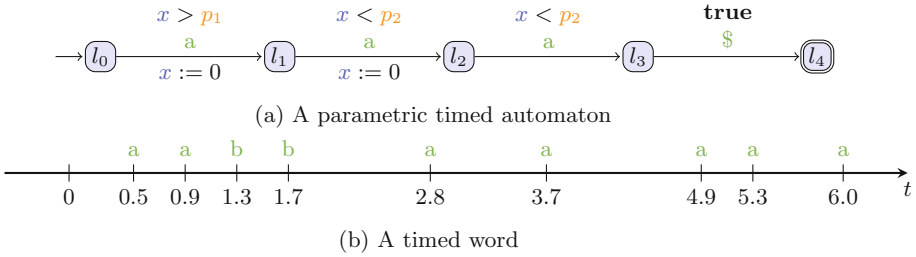 x > p₁ x < p₂ x < p₂ true
a a a $
l₀ l₁ l₂ l₃ l₄
x := 0 x := 0
(a) A parametric timed automaton
a a b b a a a a a
0 0.5 0.9 1.3 1.7 2.8 3.7 4.9 5.3 6.0 t
(b) A timed word